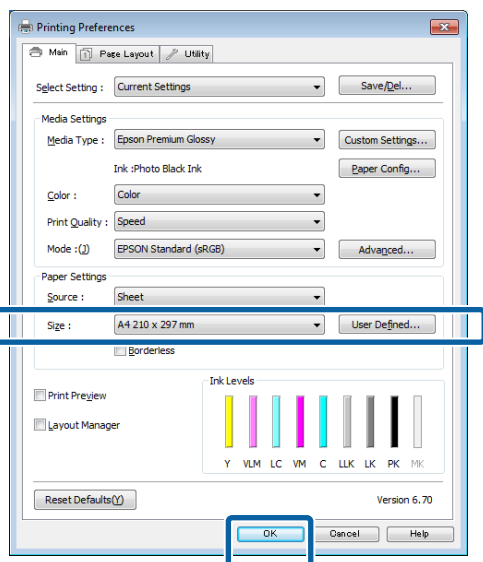 Printing Preferences
Main Page Layout Utility
Select Setting : Current Settings Save/Del...
Media Settings
Media Type : Epson Premium Glossy Custom Settings...
Ink :Photo Black Ink Paper Config...
Color : Color
Print Quality : Speed
Mode :(J) EPSON Standard (sRGB) Advanced...
Paper Settings
Source : Sheet
Size : A4 210 x 297 mm User Defined...
Borderless
Ink Levels
Print Preview
Layout Manager
Y VLM LC VM C LLK LK PK MK
Reset Defaults(Y) Version 6.70
OK Cancel Help